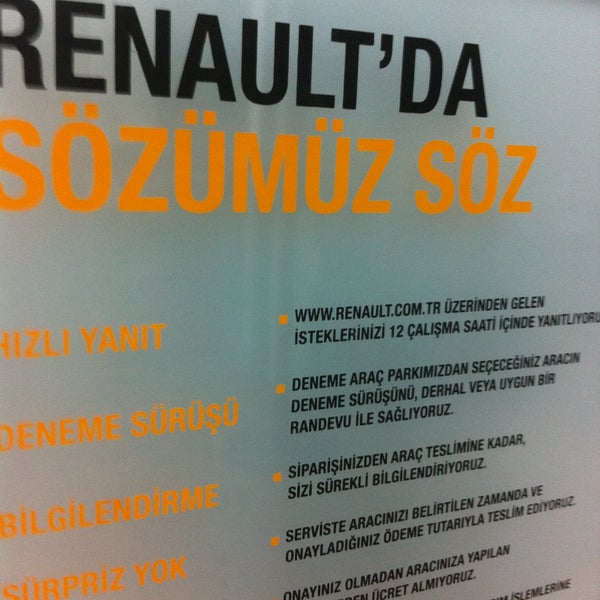 RENAULT'DA
SÖZÜMÜZ SÖZ
HIZLI YANIT
WWW.RENAULT.COM.TR ÜZERİNDEN GELEN
İSTEKLERİNİZİ 12 ÇALIŞMA SAATİ İÇİNDE YANITLIYORU
DENEME SÜRÜŞÜ
DENEME ARAÇ PARKIMIZDAN SEÇECEĞİNİZ ARACIN
DENEME SÜRÜŞÜNÜ, DERHAL VEYA UYGUN BİR
RANDEVU İLE SAĞLIYORUZ.
BİLGİLENDİRME
SİPARİŞİNİZDEN ARAÇ TESLİMİNE KADAR,
SİZİ SÜREKLİ BİLGİLENDİRİYORUZ.
SÜRPRİZ YOK
SERVİSTE ARACINIZI BELİRTİLEN ZAMANDA VE
ONAYLADIĞINIZ ÖDEME TUTARIYLA TESLİM EDİYORUZ.
ONAYINIZ OLMADAN ARACINIZA YAPILAN
ÜCRET ALMIYORUZ.
İŞLEMLERİNE